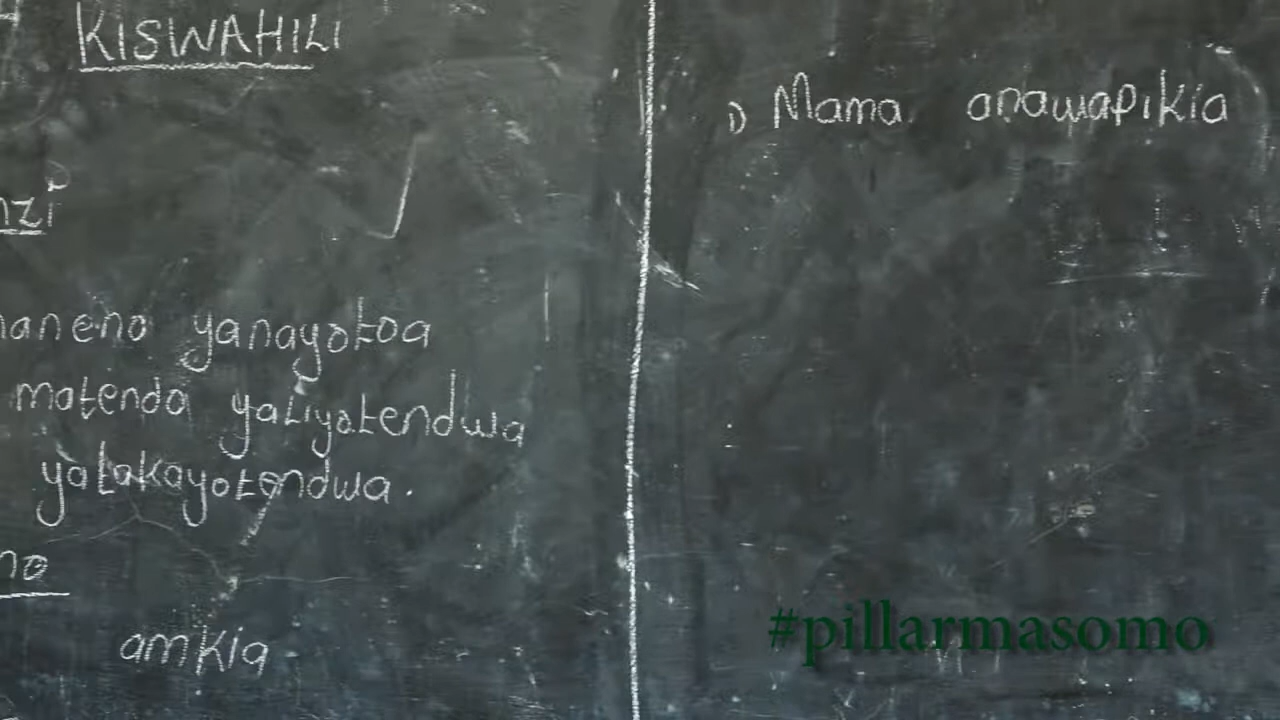 KISWAHILI
nzi
maneno yanayotoa
matendo yaliyotendwa
yatakayotendwa.
no
amkia
1) Mama anawapikia
#pillarmasomo